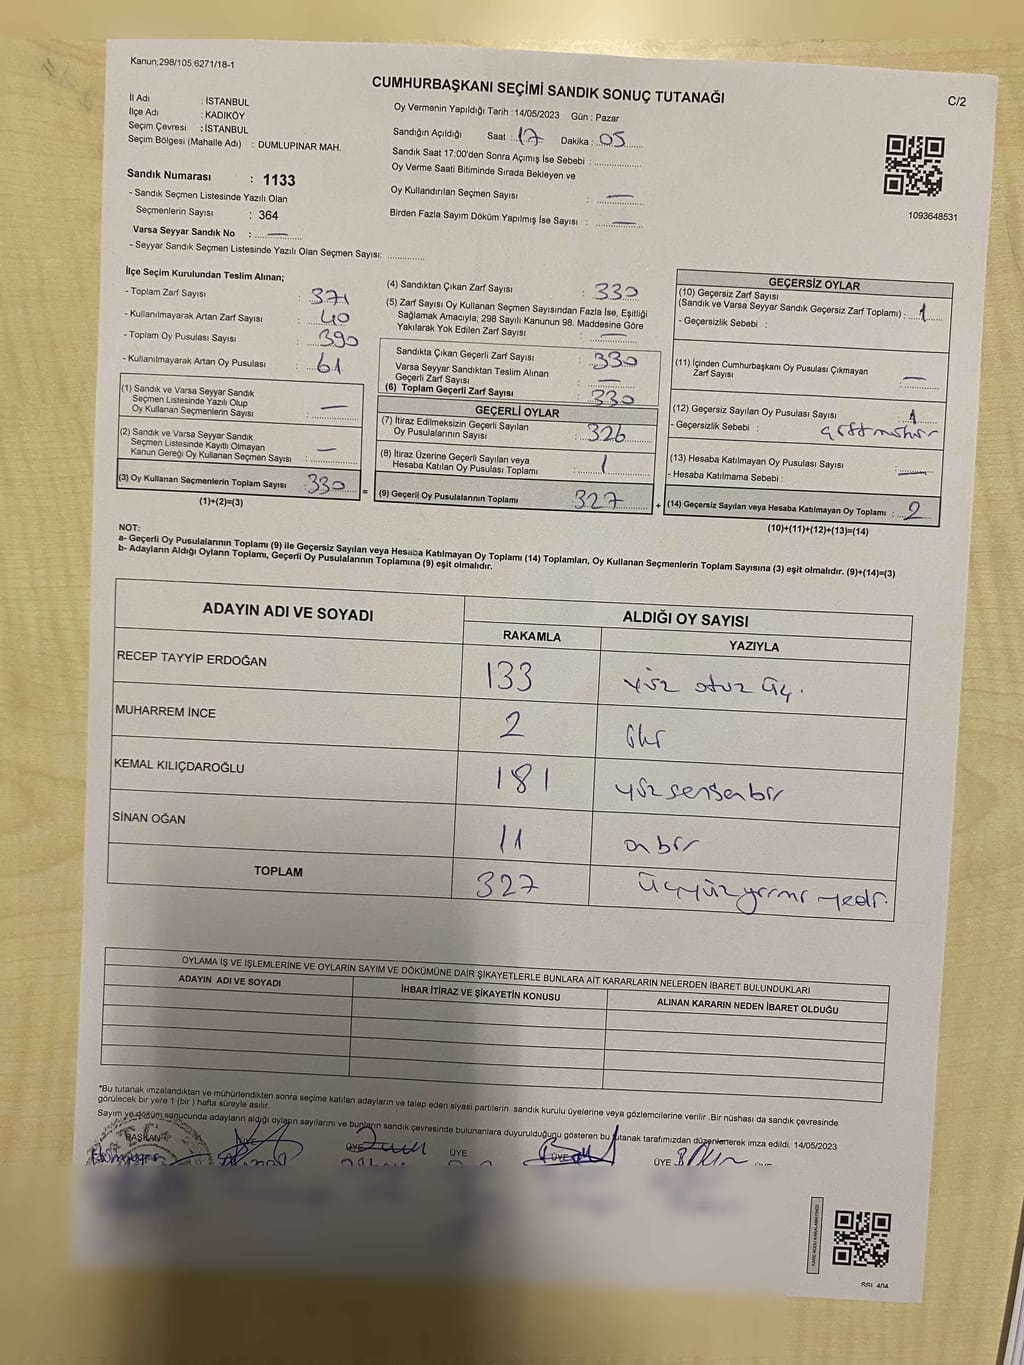 Kanun;298/105 6271/18-1
CUMHURBAŞKANI SEÇİMİ SANDIK SONUÇ TUTANAĞI
C/2
İl Adı : İSTANBUL
İlçe Adı : KADIKÖY
Seçim Çevresi : İSTANBUL
Seçim Bölgesi (Mahalle Adı) : DUMLUPINAR MAH.
Sandık Numarası : 1133
- Sandık Seçmen Listesinde Yazılı Olan
Seçmenlerin Sayısı : 364
Varsa Seyyar Sandık No : —
- Seyyar Sandık Seçmen Listesinde Yazılı Olan Seçmen Sayısı: ..............
Oy Vermenin Yapıldığı Tarih : 14/05/2023 Gün : Pazar
Sandığın Açıldığı Saat : 17 Dakika : 05
Sandık Saat 17:00'den Sonra Açımış İse Sebebi : ..............
Oy Verme Saati Bitiminde Sırada Bekleyen ve
Oy Kullandırılan Seçmen Sayısı : —
Birden Fazla Sayım Döküm Yapılmış İse Sayısı : —
1093648531
İlçe Seçim Kurulundan Teslim Alınan;
- Toplam Zarf Sayısı : 371
- Kullanılmayarak Artan Zarf Sayısı : 40
- Toplam Oy Pusulası Sayısı : 390
- Kullanılmayarak Artan Oy Pusulası : 61
(1) Sandık ve Varsa Seyyar Sandık
Seçmen Listesinde Yazılı Olup
Oy Kullanan Seçmenlerin Sayısı : —
(2) Sandık ve Varsa Seyyar Sandık
Seçmen Listesinde Kayıtlı Olmayan
Kanun Gereği Oy Kullanan Seçmen Sayısı : —
(3) Oy Kullanan Seçmenlerin Toplam Sayısı : 330 =
(1)+(2)=(3)
(4) Sandıktan Çıkan Zarf Sayısı : 330
(5) Zarf Sayısı Oy Kullanan Seçmen Sayısından Fazla İse, Eşitliği
Sağlamak Amacıyla; 298 Sayılı Kanunun 98. Maddesine Göre
Yakılarak Yok Edilen Zarf Sayısı : —
Sandıkta Çıkan Geçerli Zarf Sayısı : 330
Varsa Seyyar Sandıktan Teslim Alınan
Geçerli Zarf Sayısı : —
(6) Toplam Geçerli Zarf Sayısı : 330
GEÇERLİ OYLAR
(7) İtiraz Edilmeksizin Geçerli Sayılan
Oy Pusulalarının Sayısı : 326
(8) İtiraz Üzerine Geçerli Sayılan veya
Hesaba Katılan Oy Pusulası Toplamı : 1
(9) Geçerli Oy Pusulalarının Toplamı : 327 +
GEÇERSİZ OYLAR
(10) Geçersiz Zarf Sayısı
(Sandık ve Varsa Seyyar Sandık Geçersiz Zarf Toplamı) : 1
- Geçersizlik Sebebi :
(11) İçinden Cumhurbaşkanı Oy Pusulası Çıkmayan
Zarf Sayısı : —
(12) Geçersiz Sayılan Oy Pusulası Sayısı : 1
- Geçersizlik Sebebi :
(13) Hesaba Katılmayan Oy Pusulası Sayısı : —
- Hesaba Katılmama Sebebi :
(14) Geçersiz Sayılan veya Hesaba Katılmayan Oy Toplamı : 2
(10)+(11)+(12)+(13)=(14)
NOT:
a- Geçerli Oy Pusulalarının Toplamı (9) ile Geçersiz Sayılan veya Hesaba Katılmayan Oy Toplamı (14) Toplamları, Oy Kullanan Seçmenlerin Toplam Sayısına (3) eşit olmalıdır. (9)+(14)=(3)
b- Adayların Aldığı Oyların Toplamı, Geçerli Oy Pusulalarının Toplamına (9) eşit olmalıdır.
ADAYIN ADI VE SOYADI
ALDIĞI OY SAYISI
RAKAMLA YAZIYLA
RECEP TAYYİP ERDOĞAN 133 yüz otuz üç.
MUHARREM İNCE 2 iki
KEMAL KILIÇDAROĞLU 181 yüzseksenbir
SİNAN OĞAN 11 onbir
TOPLAM 327 üçyüzyirmi yedi.
OYLAMA İŞ VE İŞLEMLERİNE VE OYLARIN SAYIM VE DÖKÜMÜNE DAİR ŞİKAYETLERLE BUNLARA AİT KARARLARIN NELERDEN İBARET BULUNDUKLARI
ADAYIN ADI VE SOYADI İHBAR İTİRAZ VE ŞİKAYETİN KONUSU ALINAN KARARIN NEDEN İBARET OLDUĞU
*Bu tutanak imzalandıktan ve mühürlendikten sonra seçime katılan adayların ve talep eden siyasi partilerin sandık kurulu üyelerine veya gözlemcilerine verilir .Bir nüshası da sandık çevresinde
görülecek bir yere 1 (bir ) hafta süreyle asılır.
Sayım ve döküm sonucunda adayların aldığı oyların sayılarını ve bunların sandık çevresinde bulunanlara duyurulduğunu gösteren bu tutanak tarafımızdan düzenlenerek imza edildi. 14/05/2023
BAŞKAN ÜYE ÜYE ÜYE ÜYE ÜYE